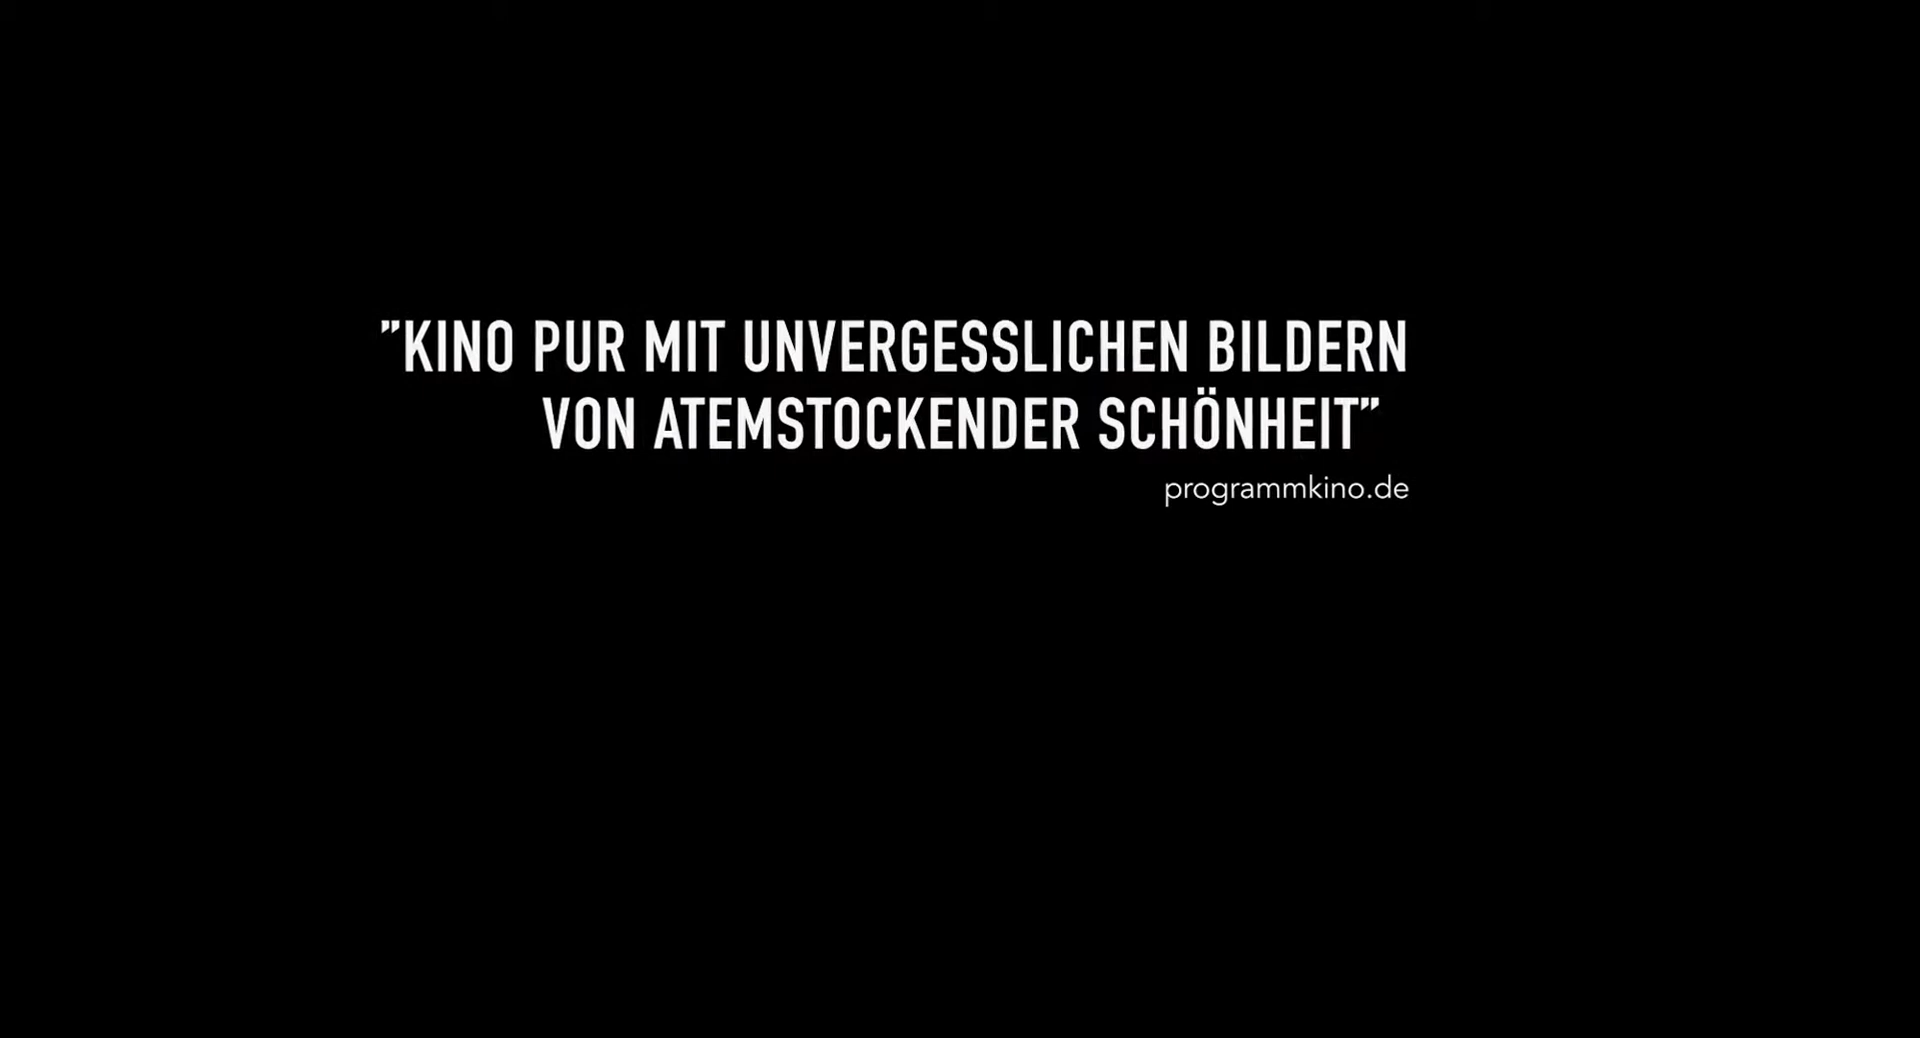 ”KINO PUR MIT UNVERGESSLICHEN BILDERN
VON ATEMSTOCKENDER SCHÖNHEIT”
programmkino.de